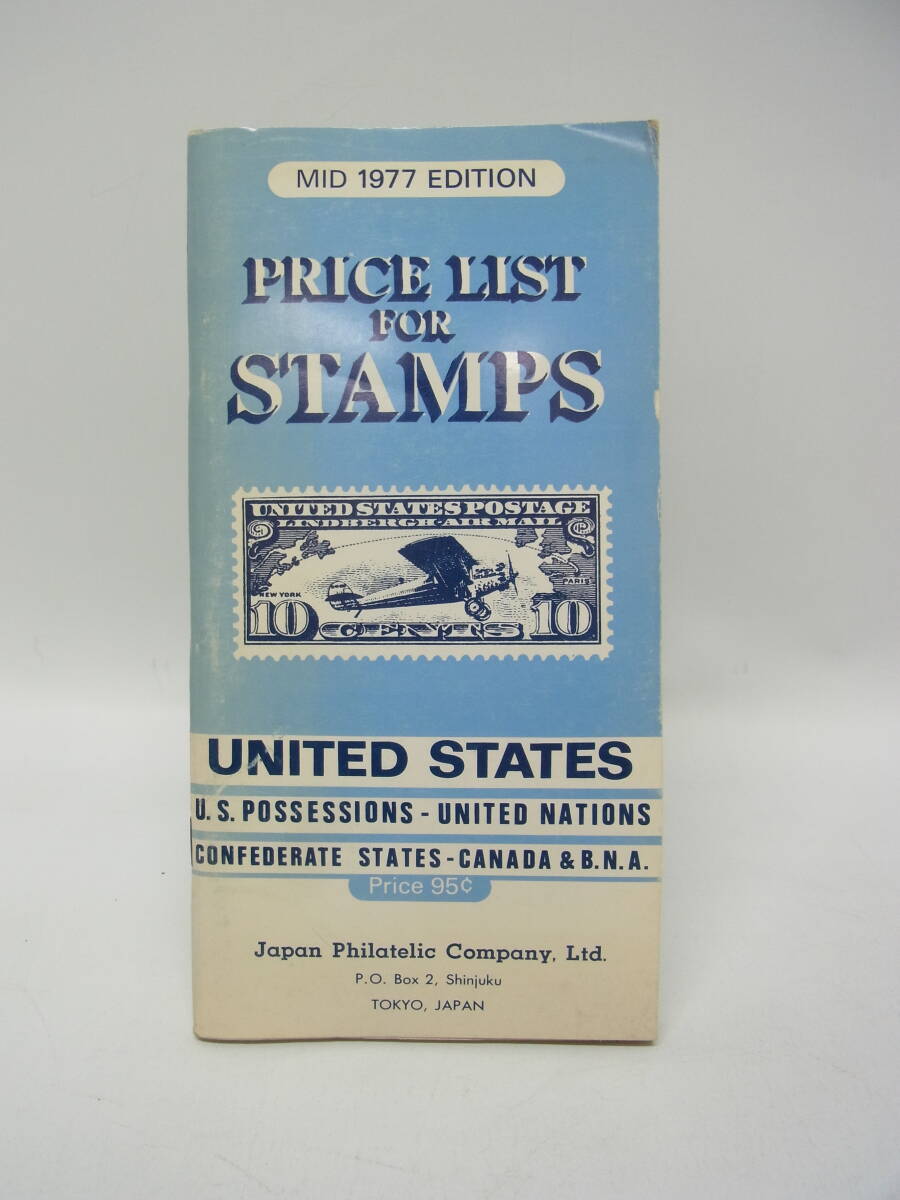 MID 1977 EDITION
PRICE LIST
FOR
STAMPS
UNITED STATES POSTAGE
LINDBERGH AIR MAIL
NEW YORK
PARIS
10 CENTS 10
UNITED STATES
U.S. POSSESSIONS - UNITED NATIONS
CONFEDERATE STATES - CANADA & B.N.A.
Price 95¢
Japan Philatelic Company, Ltd.
P.O. Box 2, Shinjuku
TOKYO, JAPAN